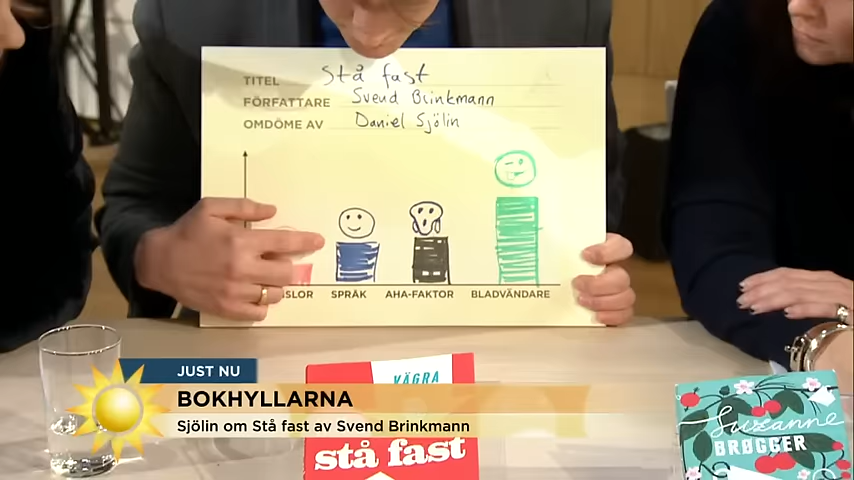 TITEL Stå fast
FÖRFATTARE Svend Brinkmann
OMDÖME AV Daniel Sjölin
SLOR SPRÅK AHA-FAKTOR BLADVÄNDARE
JUST NU
BOKHYLLARNA
Sjölin om Stå fast av Svend Brinkmann
VÄGRA
stå fast
Suzanne
BRØGGER